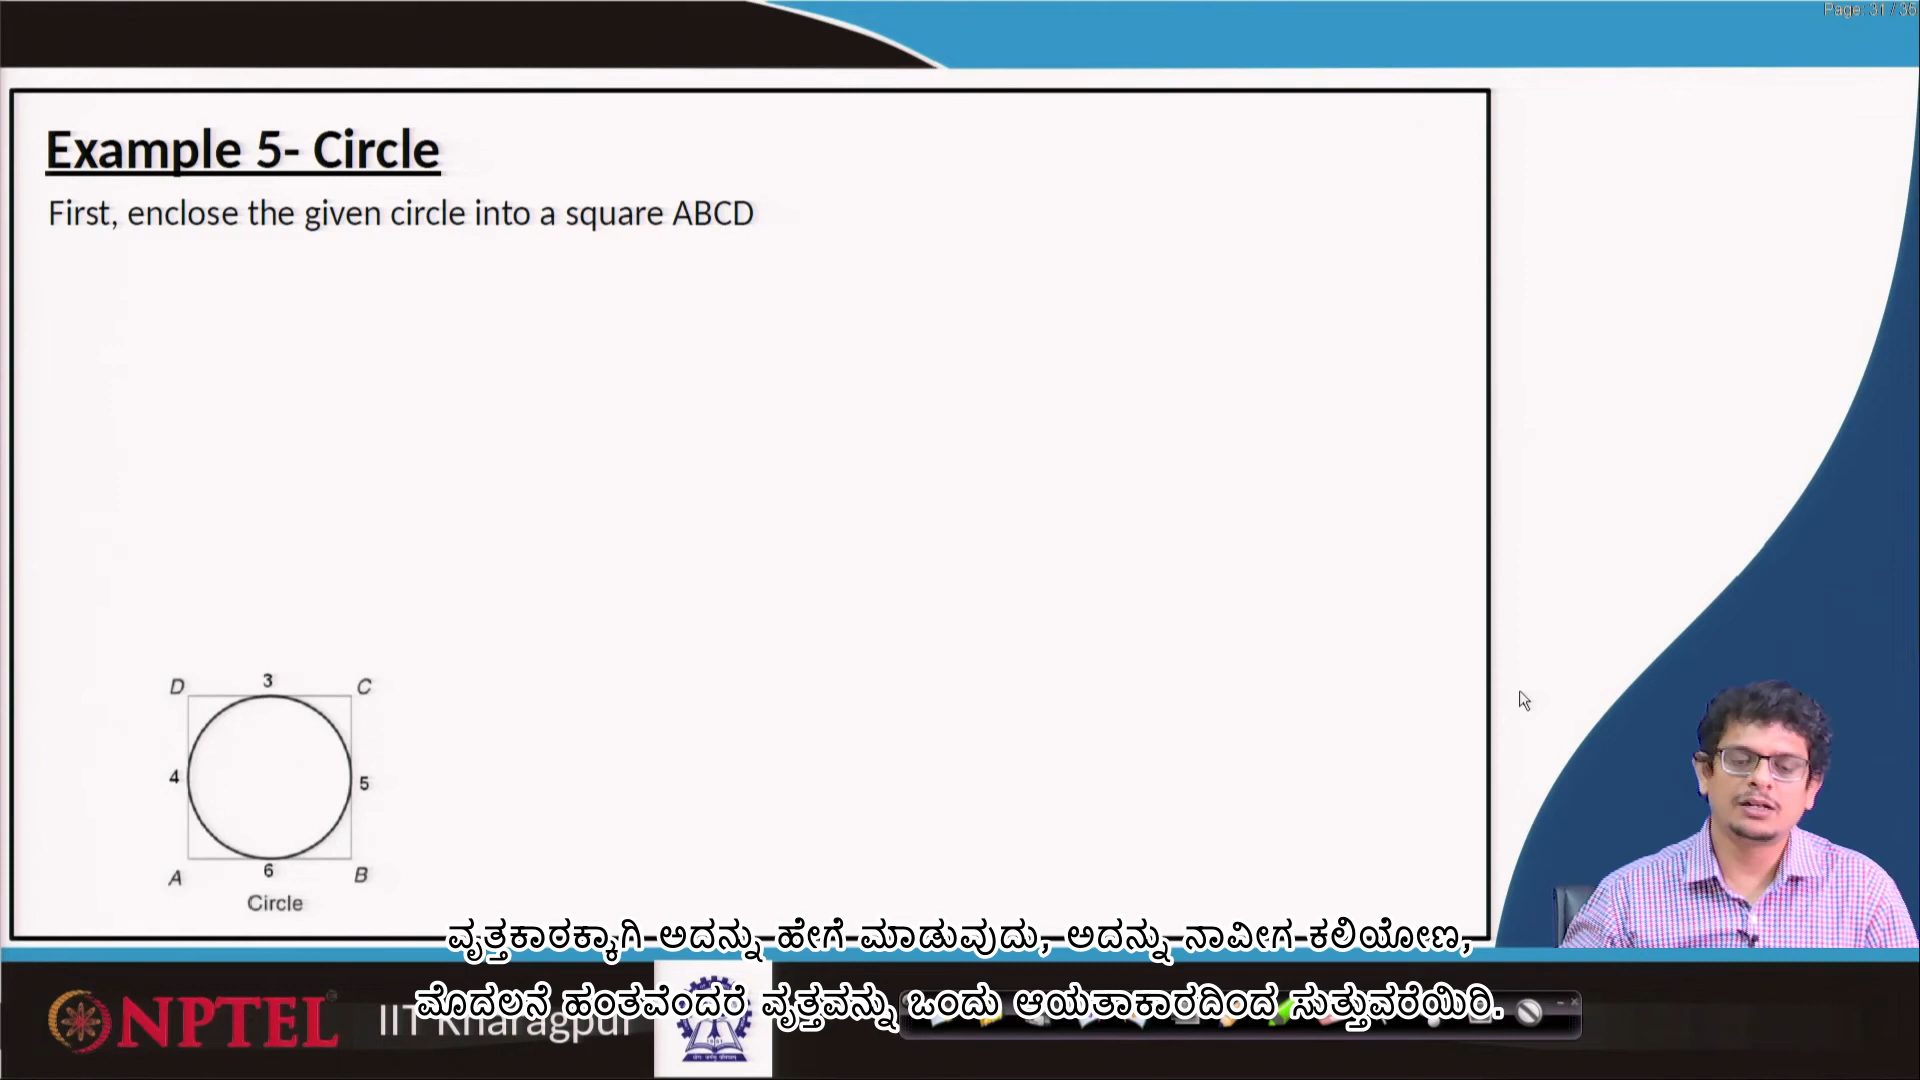 Page: 31 / 35
Example 5- Circle
First, enclose the given circle into a square ABCD
D 3 C
4 5
A 6 B
Circle
ವೃತ್ತಕಾರಕ್ಕಾಗಿ ಅದನ್ನು ಹೇಗೆ ಮಾಡುವುದು, ಅದನ್ನು ನಾವೀಗ ಕಲಿಯೋಣ,
ಮೊದಲನೆ ಹಂತವೆಂದರೆ ವೃತ್ತವನ್ನು ಒಂದು ಆಯತಾಕಾರದಿಂದ ಸುತ್ತುವರೆಯಿರಿ.
NPTEL IIT Kharagpur